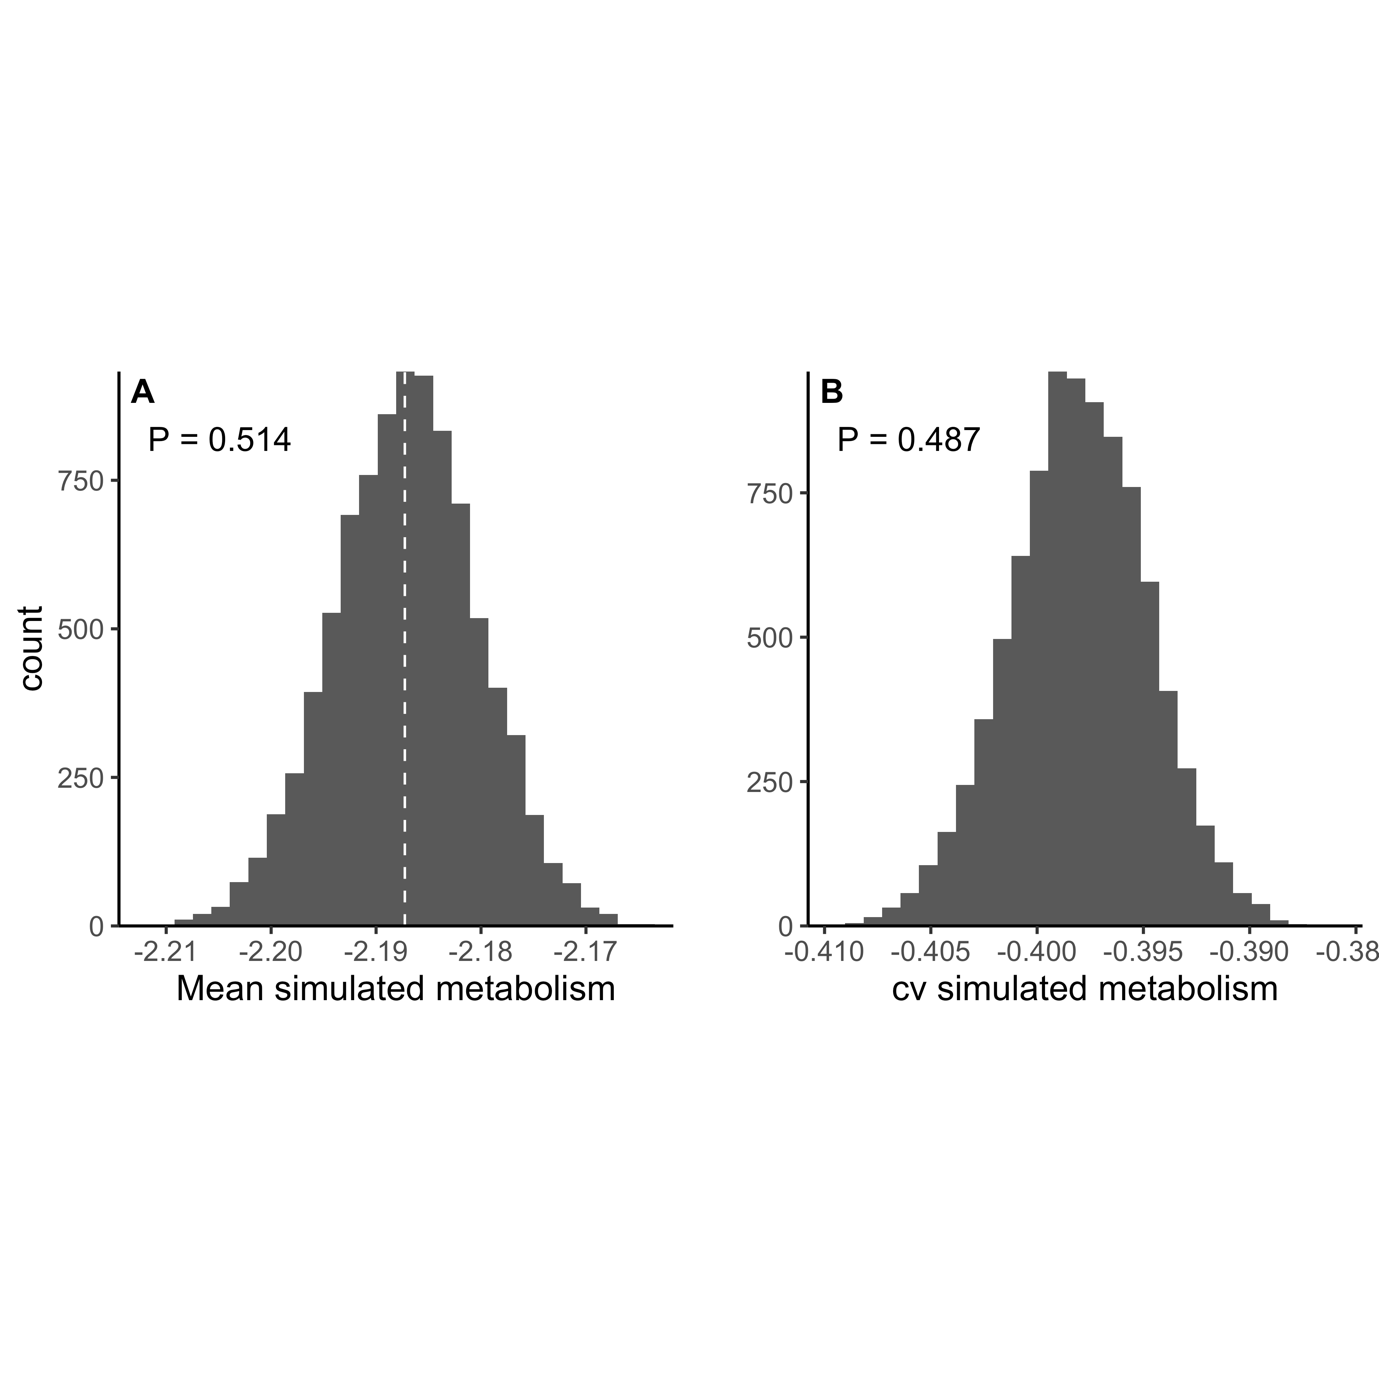 A
P = 0.514
750
500
250
0
count
-2.21 -2.20 -2.19 -2.18 -2.17
Mean simulated metabolism
B
P = 0.487
750
500
250
0
-0.410 -0.405 -0.400 -0.395 -0.390 -0.38
cv simulated metabolism